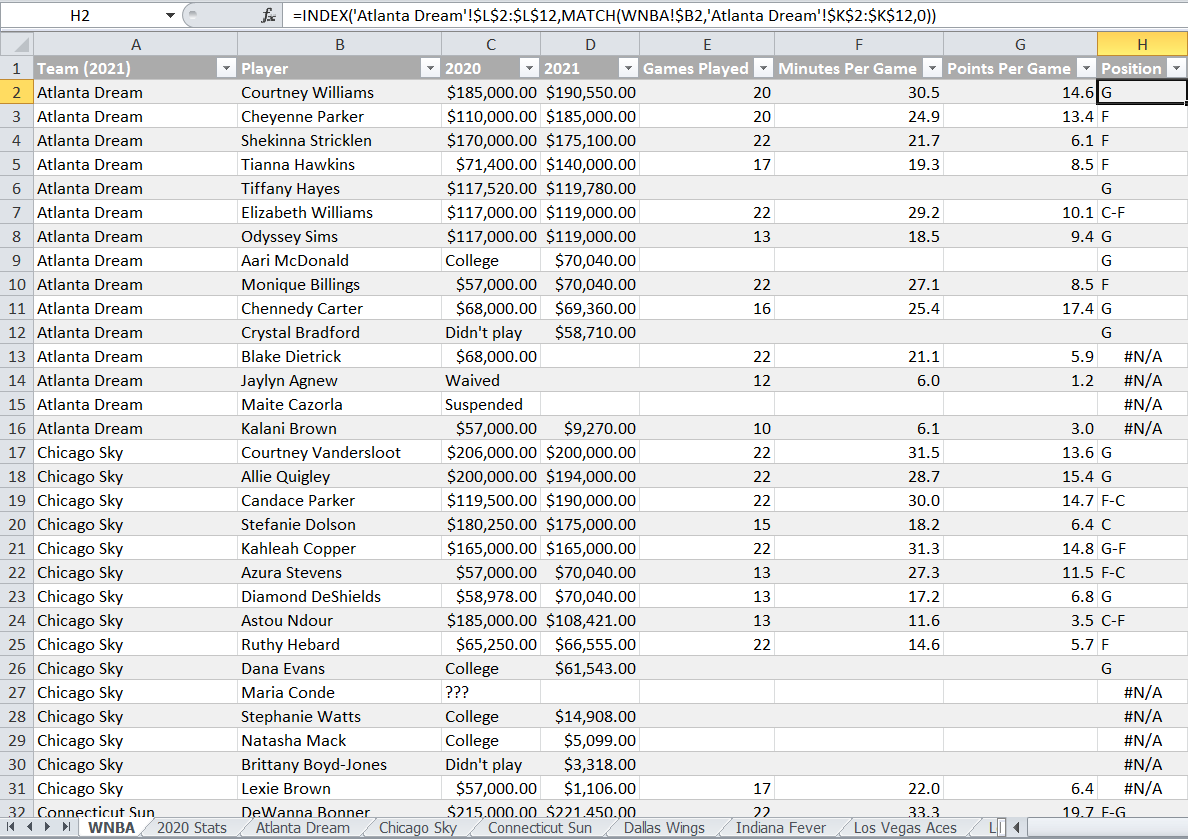 H2 fx =INDEX('Atlanta Dream'!$L$2:$L$12,MATCH(WNBA!$B2,'Atlanta Dream'!$K$2:$K$12,0))
A B C D E F G H
1 Team (2021) Player 2020 2021 Games Played Minutes Per Game Points Per Game Position
2 Atlanta Dream Courtney Williams $185,000.00 $190,550.00 20 30.5 14.6 G
3 Atlanta Dream Cheyenne Parker $110,000.00 $185,000.00 20 24.9 13.4 F
4 Atlanta Dream Shekinna Stricklen $170,000.00 $175,100.00 22 21.7 6.1 F
5 Atlanta Dream Tianna Hawkins $71,400.00 $140,000.00 17 19.3 8.5 F
6 Atlanta Dream Tiffany Hayes $117,520.00 $119,780.00 G
7 Atlanta Dream Elizabeth Williams $117,000.00 $119,000.00 22 29.2 10.1 C-F
8 Atlanta Dream Odyssey Sims $117,000.00 $119,000.00 13 18.5 9.4 G
9 Atlanta Dream Aari McDonald College $70,040.00 G
10 Atlanta Dream Monique Billings $57,000.00 $70,040.00 22 27.1 8.5 F
11 Atlanta Dream Chennedy Carter $68,000.00 $69,360.00 16 25.4 17.4 G
12 Atlanta Dream Crystal Bradford Didn't play $58,710.00 G
13 Atlanta Dream Blake Dietrick $68,000.00 22 21.1 5.9 #N/A
14 Atlanta Dream Jaylyn Agnew Waived 12 6.0 1.2 #N/A
15 Atlanta Dream Maite Cazorla Suspended #N/A
16 Atlanta Dream Kalani Brown $57,000.00 $9,270.00 10 6.1 3.0 #N/A
17 Chicago Sky Courtney Vandersloot $206,000.00 $200,000.00 22 31.5 13.6 G
18 Chicago Sky Allie Quigley $200,000.00 $194,000.00 22 28.7 15.4 G
19 Chicago Sky Candace Parker $119,500.00 $190,000.00 22 30.0 14.7 F-C
20 Chicago Sky Stefanie Dolson $180,250.00 $175,000.00 15 18.2 6.4 C
21 Chicago Sky Kahleah Copper $165,000.00 $165,000.00 22 31.3 14.8 G-F
22 Chicago Sky Azura Stevens $57,000.00 $70,040.00 13 27.3 11.5 F-C
23 Chicago Sky Diamond DeShields $58,978.00 $70,040.00 13 17.2 6.8 G
24 Chicago Sky Astou Ndour $185,000.00 $108,421.00 13 11.6 3.5 C-F
25 Chicago Sky Ruthy Hebard $65,250.00 $66,555.00 22 14.6 5.7 F
26 Chicago Sky Dana Evans College $61,543.00 G
27 Chicago Sky Maria Conde ??? #N/A
28 Chicago Sky Stephanie Watts College $14,908.00 #N/A
29 Chicago Sky Natasha Mack College $5,099.00 #N/A
30 Chicago Sky Brittany Boyd-Jones Didn't play $3,318.00 #N/A
31 Chicago Sky Lexie Brown $57,000.00 $1,106.00 17 22.0 6.4 #N/A
32 Connecticut Sun DeWanna Bonner $215,000.00 $221,450.00 22 33.3 19.7 F-G
WNBA 2020 Stats Atlanta Dream Chicago Sky Connecticut Sun Dallas Wings Indiana Fever Los Vegas Aces L